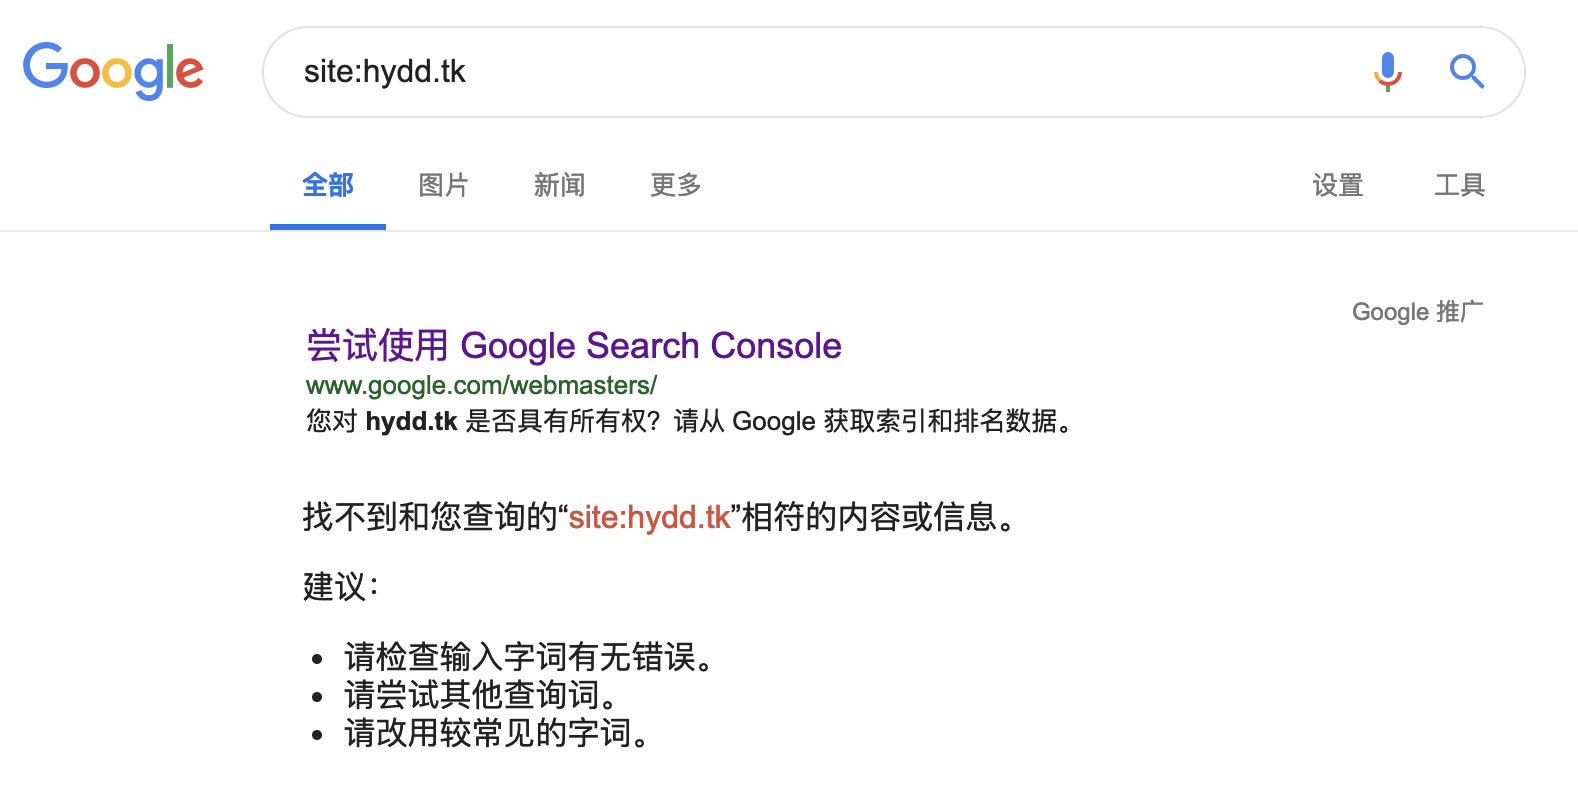 Google
site:hydd.tk
全部 图片 新闻 更多 设置 工具
Google 推广
尝试使用 Google Search Console
www.google.com/webmasters/
您对 hydd.tk 是否具有所有权？请从 Google 获取索引和排名数据。
找不到和您查询的“site:hydd.tk”相符的内容或信息。
建议：
请检查输入字词有无错误。
请尝试其他查询词。
请改用较常见的字词。